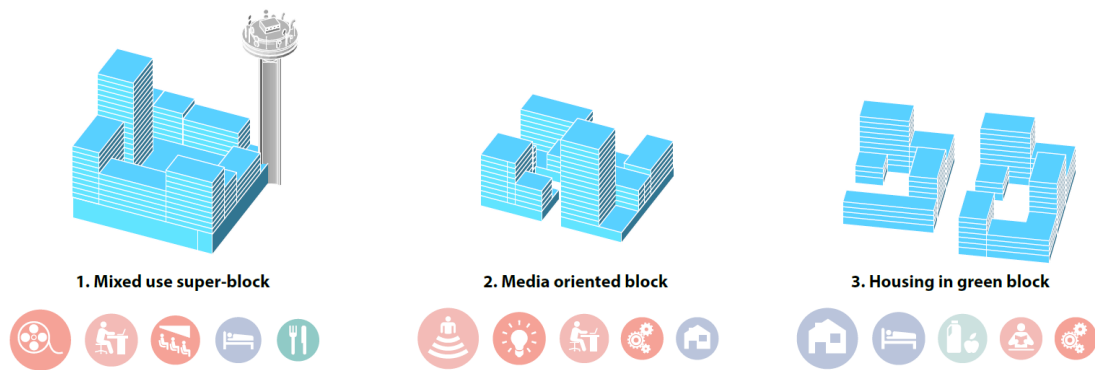 1. Mixed use super-block
2. Media oriented block
3. Housing in green block